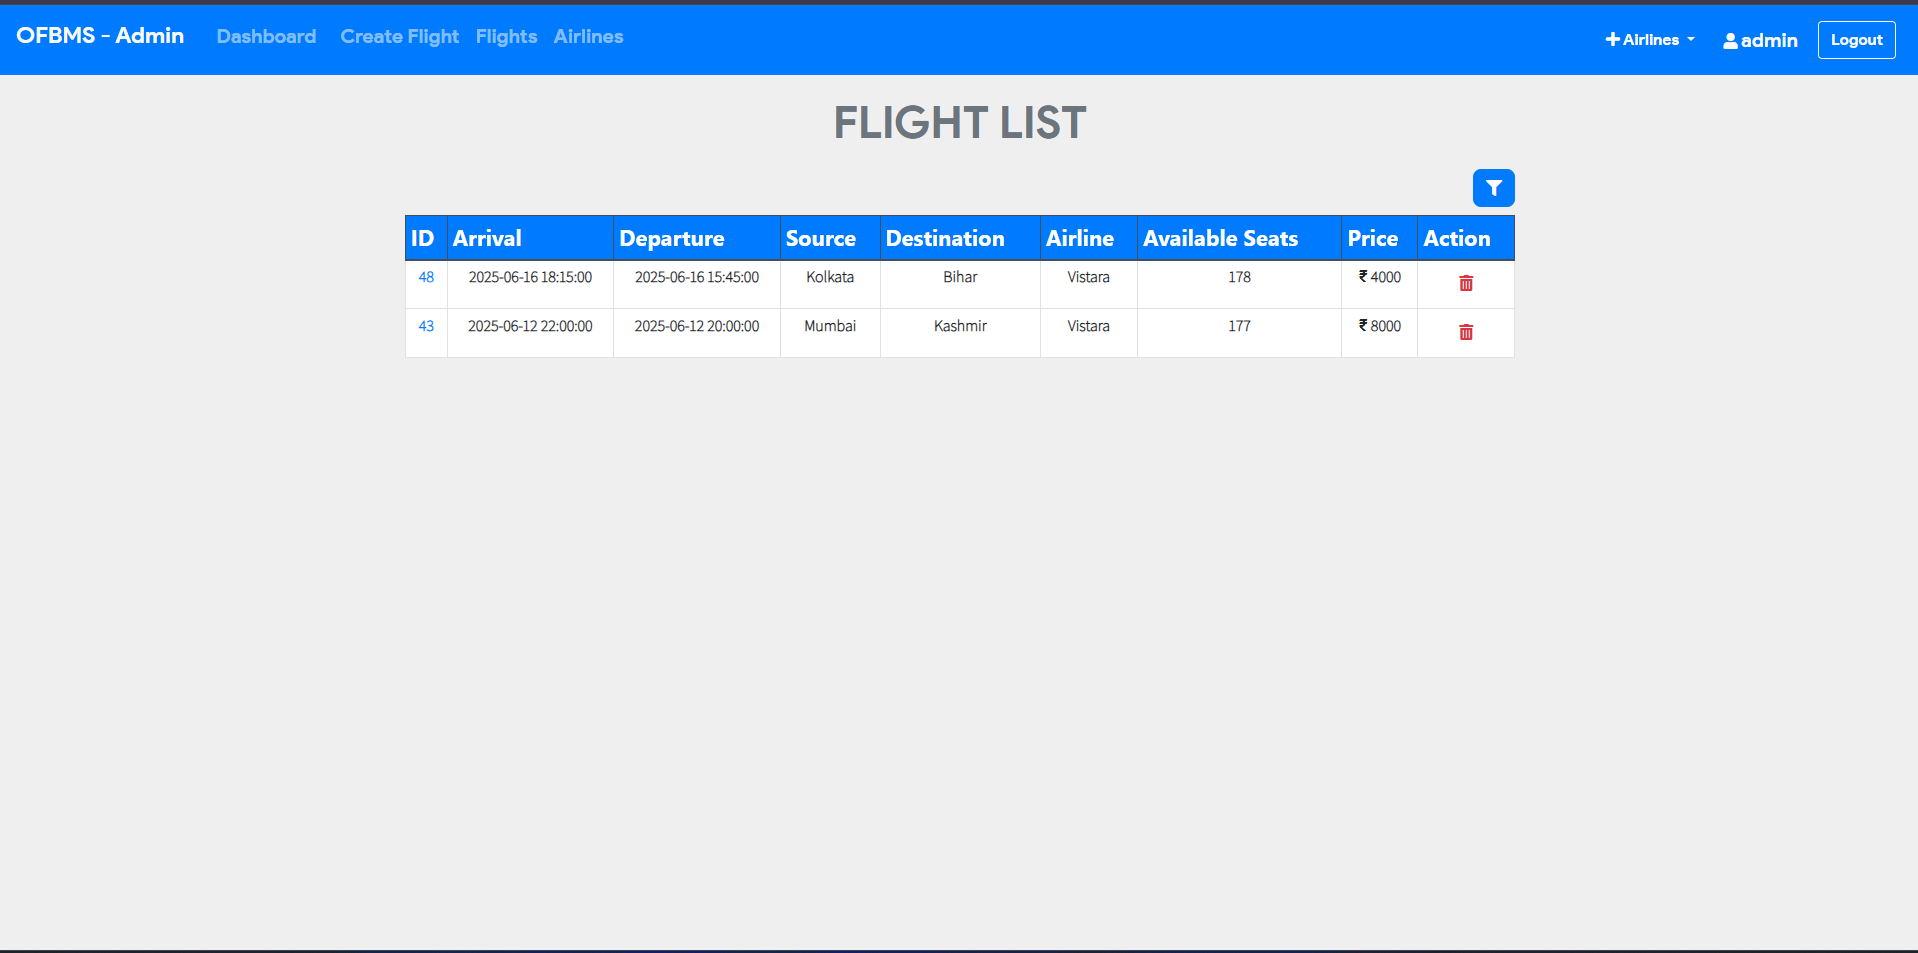 OFBMS - Admin Dashboard Create Flight Flights Airlines Airlines admin Logout
FLIGHT LIST
ID Arrival Departure Source Destination Airline Available Seats Price Action
48 2025-06-16 18:15:00 2025-06-16 15:45:00 Kolkata Bihar Vistara 178 ₹ 4000
43 2025-06-12 22:00:00 2025-06-12 20:00:00 Mumbai Kashmir Vistara 177 ₹ 8000